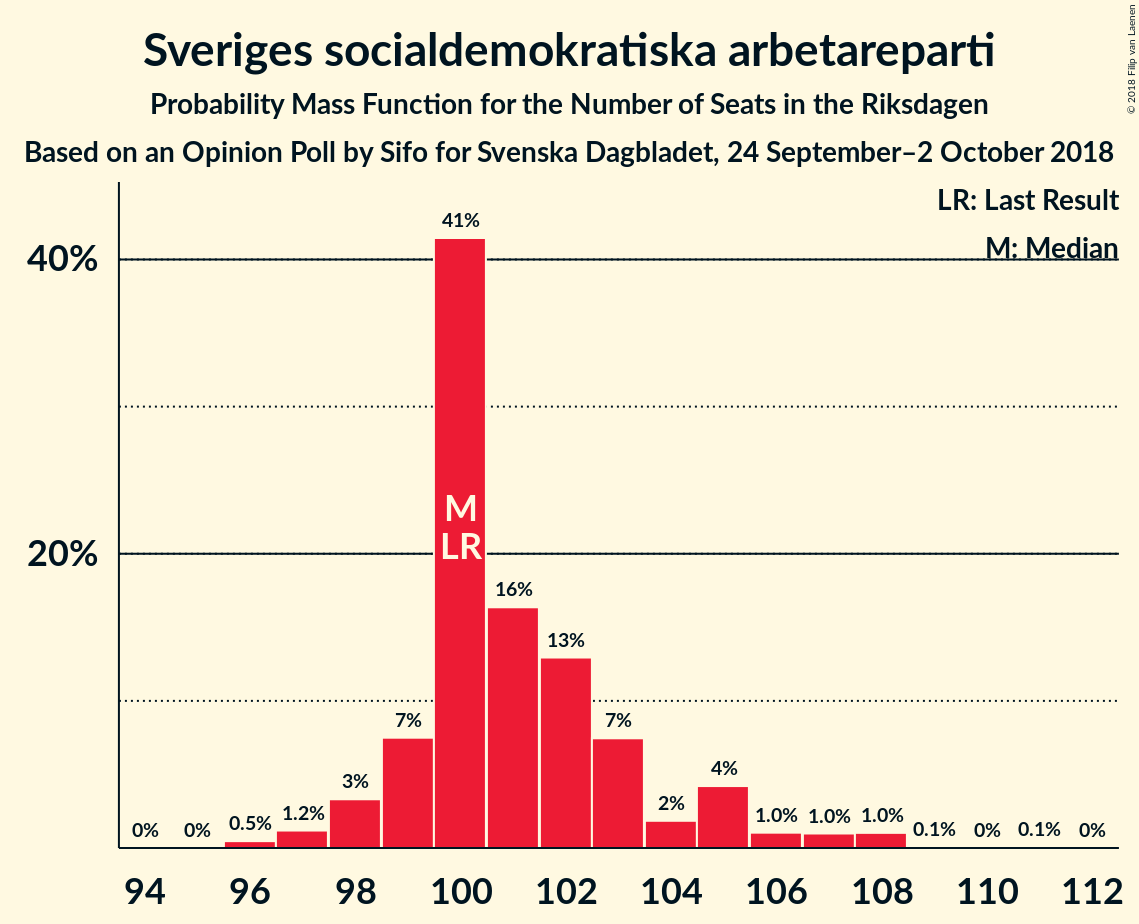 Sveriges socialdemokratiska arbetareparti
Probability Mass Function for the Number of Seats in the Riksdagen
Based on an Opinion Poll by Sifo for Svenska Dagbladet, 24 September–2 October 2018
© 2018 Filip van Laenen
LR: Last Result
M: Median
40%
20%
0%
0%
0.5%
1.2%
3%
7%
41%
M
LR
16%
13%
7%
2%
4%
1.0%
1.0%
1.0%
0.1%
0%
0.1%
0%
94 96 98 100 102 104 106 108 110 112